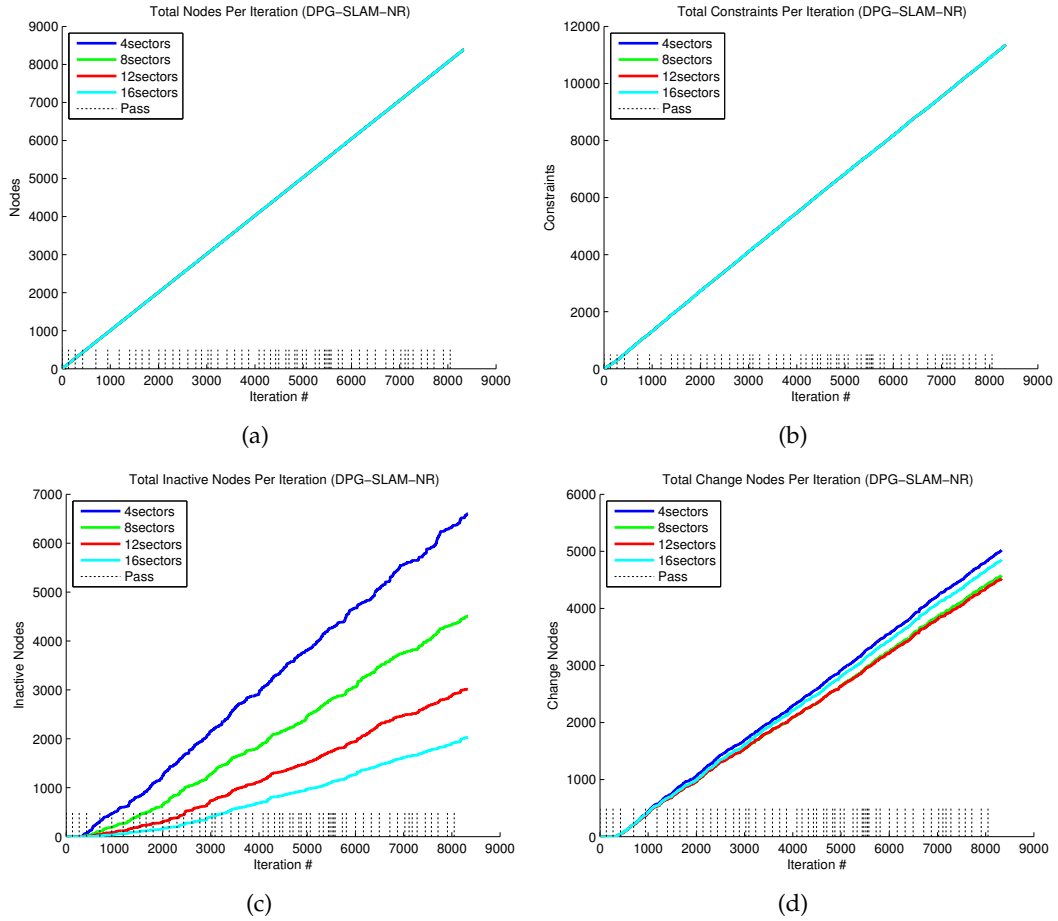 Total Nodes Per Iteration (DPG−SLAM−NR)
9000
8000
7000
6000
5000
4000
3000
2000
1000
0
Nodes
4sectors
8sectors
12sectors
16sectors
Pass
0 1000 2000 3000 4000 5000 6000 7000 8000 9000
Iteration #
(a)
Total Constraints Per Iteration (DPG−SLAM−NR)
12000
10000
8000
6000
4000
2000
0
Constraints
4sectors
8sectors
12sectors
16sectors
Pass
0 1000 2000 3000 4000 5000 6000 7000 8000 9000
Iteration #
(b)
Total Inactive Nodes Per Iteration (DPG−SLAM−NR)
7000
6000
5000
4000
3000
2000
1000
0
Inactive Nodes
4sectors
8sectors
12sectors
16sectors
Pass
0 1000 2000 3000 4000 5000 6000 7000 8000 9000
Iteration #
(c)
Total Change Nodes Per Iteration (DPG−SLAM−NR)
6000
5000
4000
3000
2000
1000
0
Change Nodes
4sectors
8sectors
12sectors
16sectors
Pass
0 1000 2000 3000 4000 5000 6000 7000 8000 9000
Iteration #
(d)